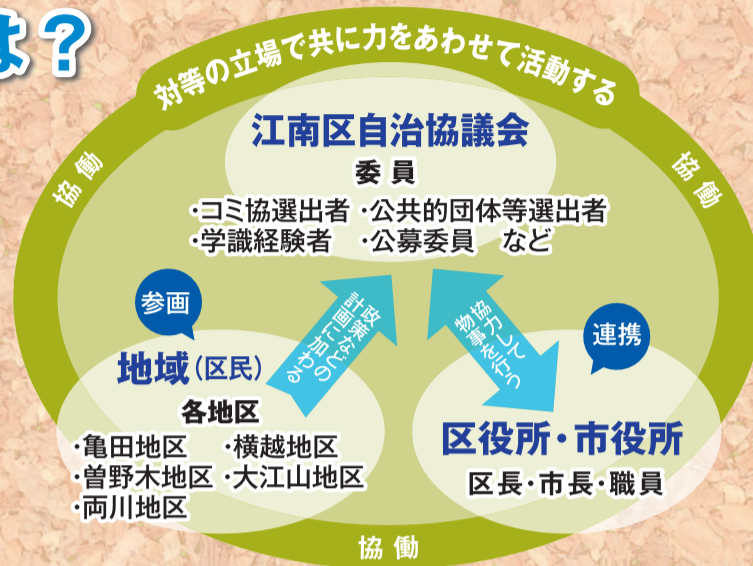 は?
対等の立場で共に力をあわせて活動する
江南区自治協議会
委員
・コミ協選出者 ・公共的団体等選出者
・学識経験者 ・公募委員 など
協働
協働
参画
政策などの
計画に加わる
協力して
物事を行う
連携
地域(区民)
各地区
・亀田地区 ・横越地区
・曽野木地区 ・大江山地区
・両川地区
区役所・市役所
区長・市長・職員
協働